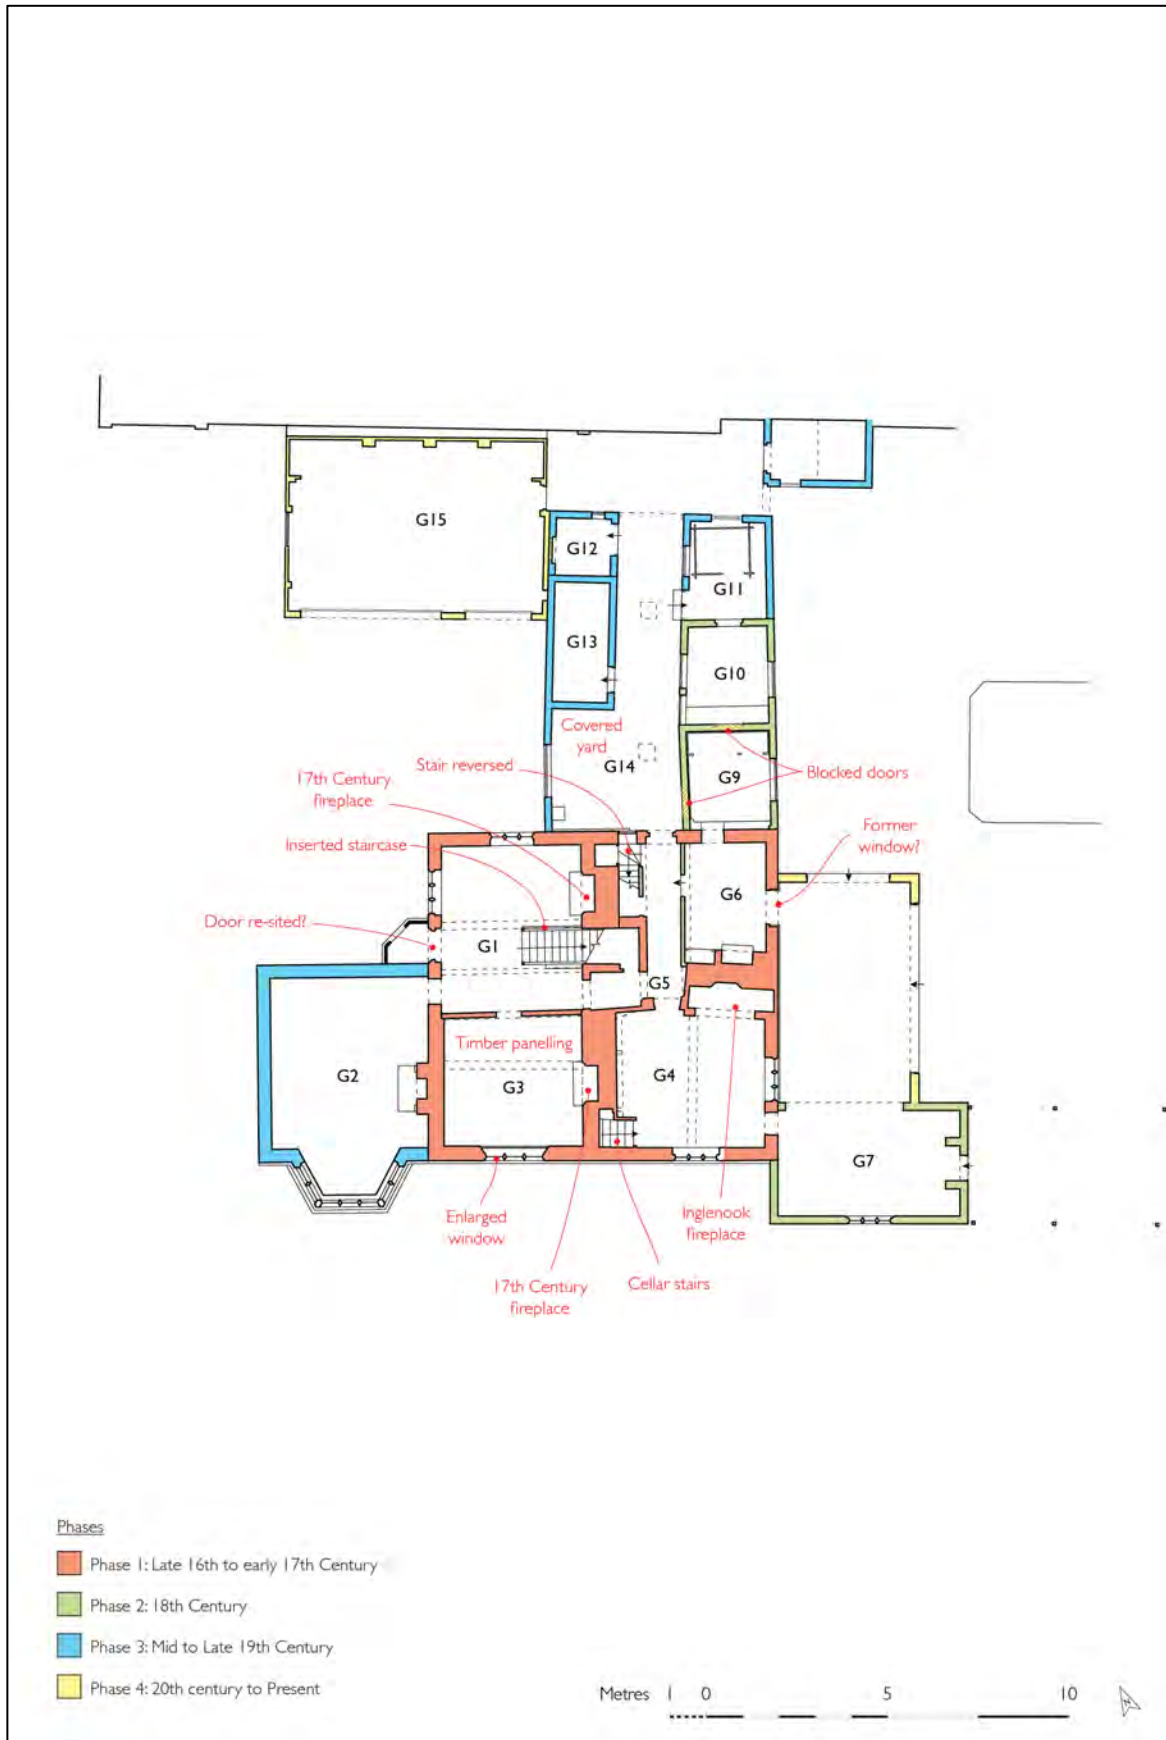 G15
G12
G11
G13
G10
Covered
yard
Stair reversed
G14
17th Century
fireplace
G9
Blocked doors
Inserted staircase
Former
window?
G6
Door re-sited?
G1
G5
Timber panelling
G2
G3
G4
G7
Enlarged
window
Inglenook
fireplace
17th Century
fireplace
Cellar stairs
Phases
Phase 1: Late 16th to early 17th Century
Phase 2: 18th Century
Phase 3: Mid to Late 19th Century
Phase 4: 20th century to Present
Metres 1 0 5 10